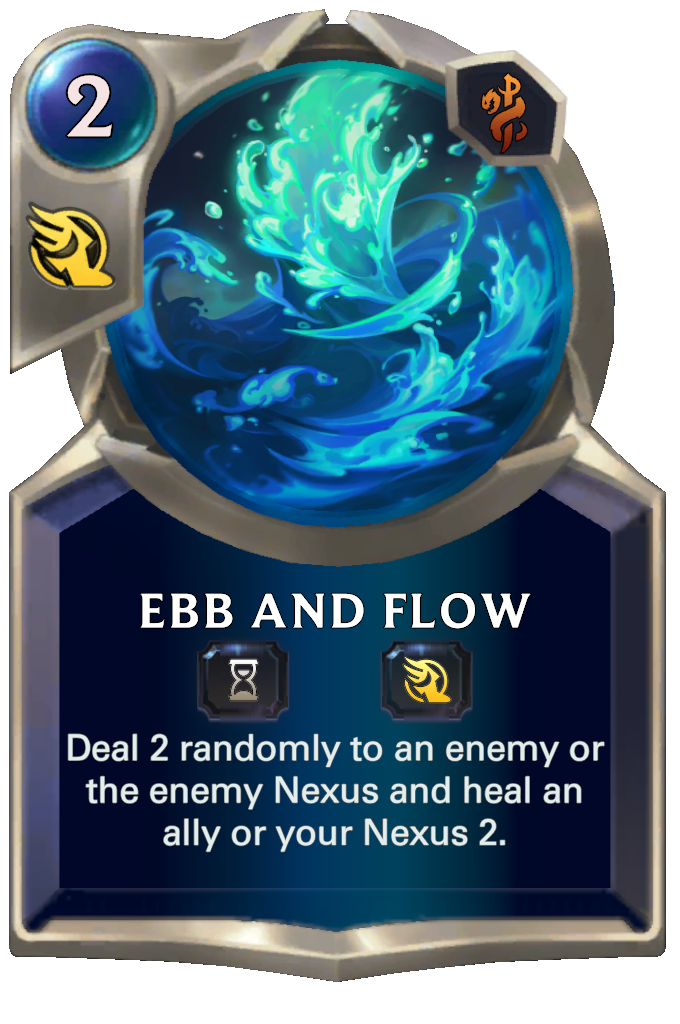 2
EBB AND FLOW
Deal 2 randomly to an enemy or
the enemy Nexus and heal an
ally or your Nexus 2.